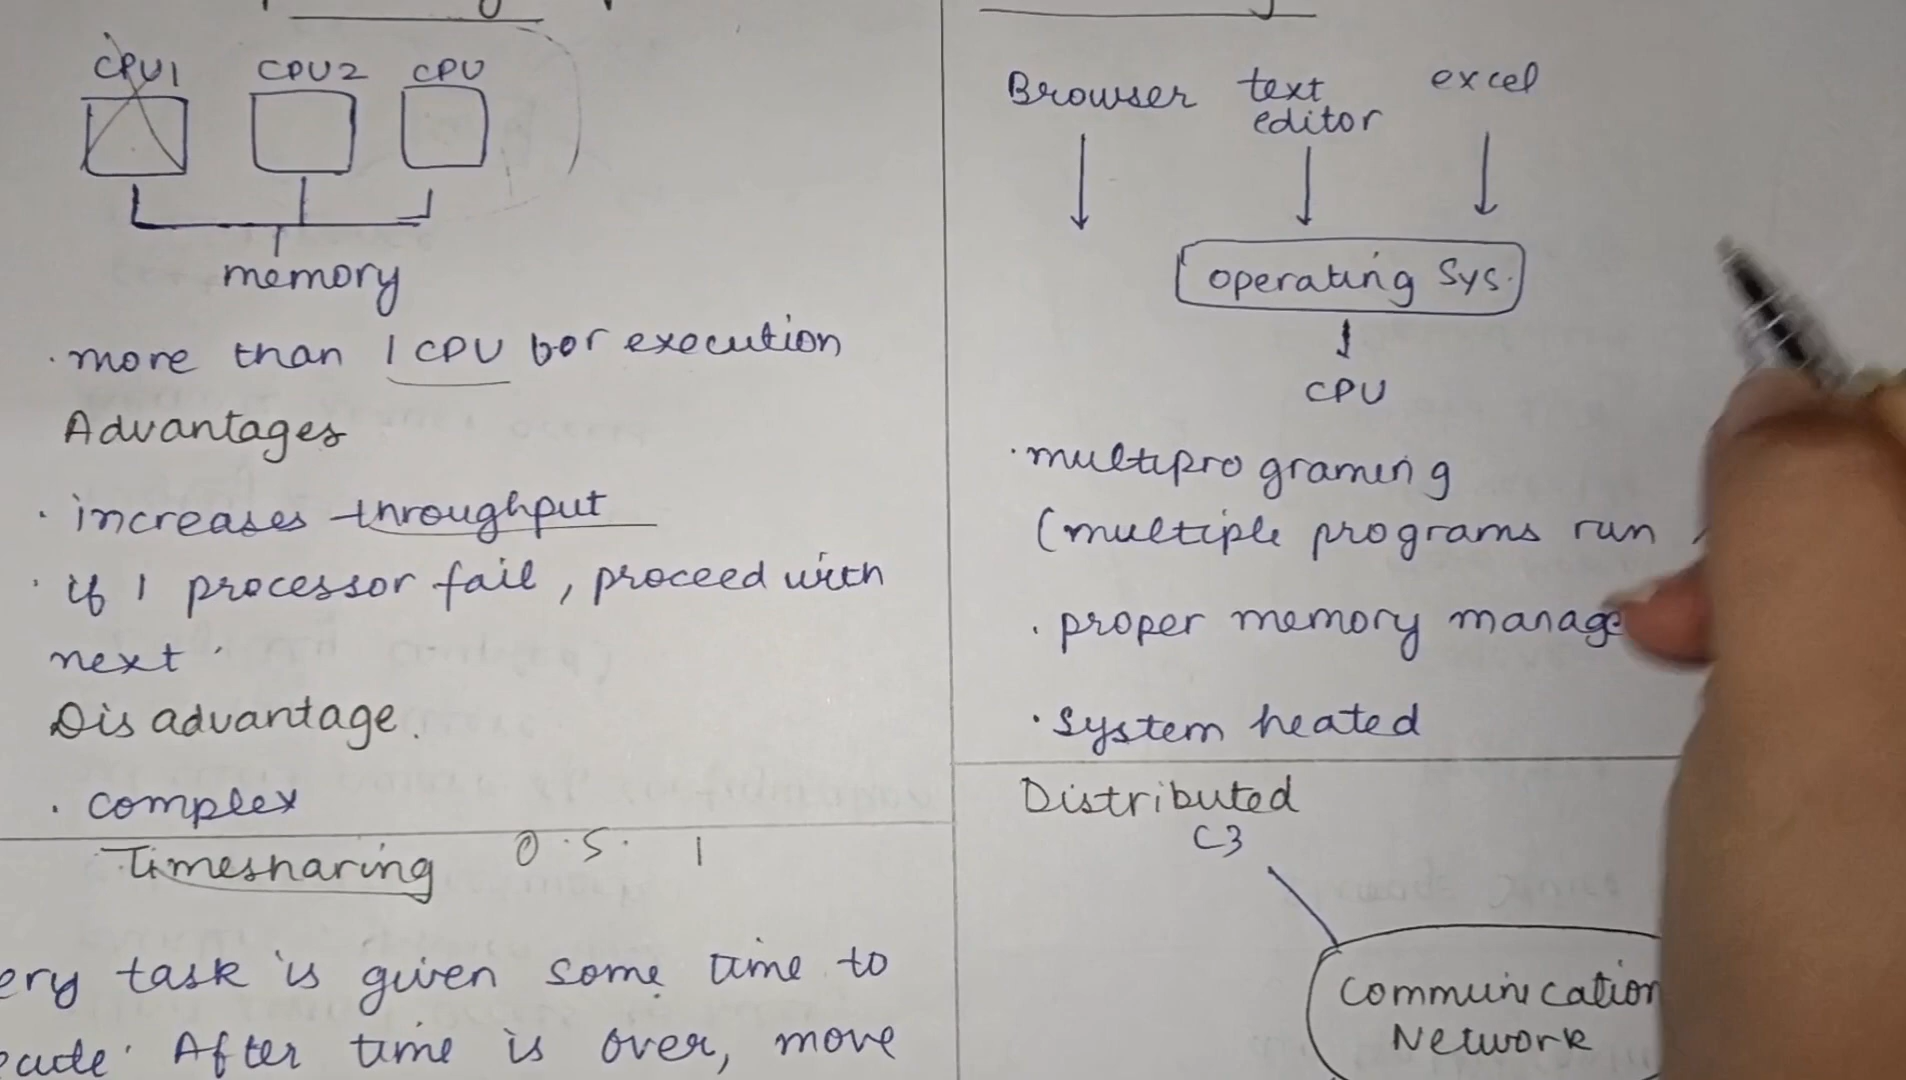 CPU1 CPU2 CPU
memory
. more than 1 CPU for execution
Advantages
. increases throughput
. if 1 processor fail, proceed with
next.
Disadvantage.
. complex
Timesharing O.S. 1
task is given some time to
After time is over, move
Browser text editor excel
operating Sys.
CPU
. multiprograming
(multiple programs run
. proper memory manage
. System heated
Distributed
C3
Communication
Network